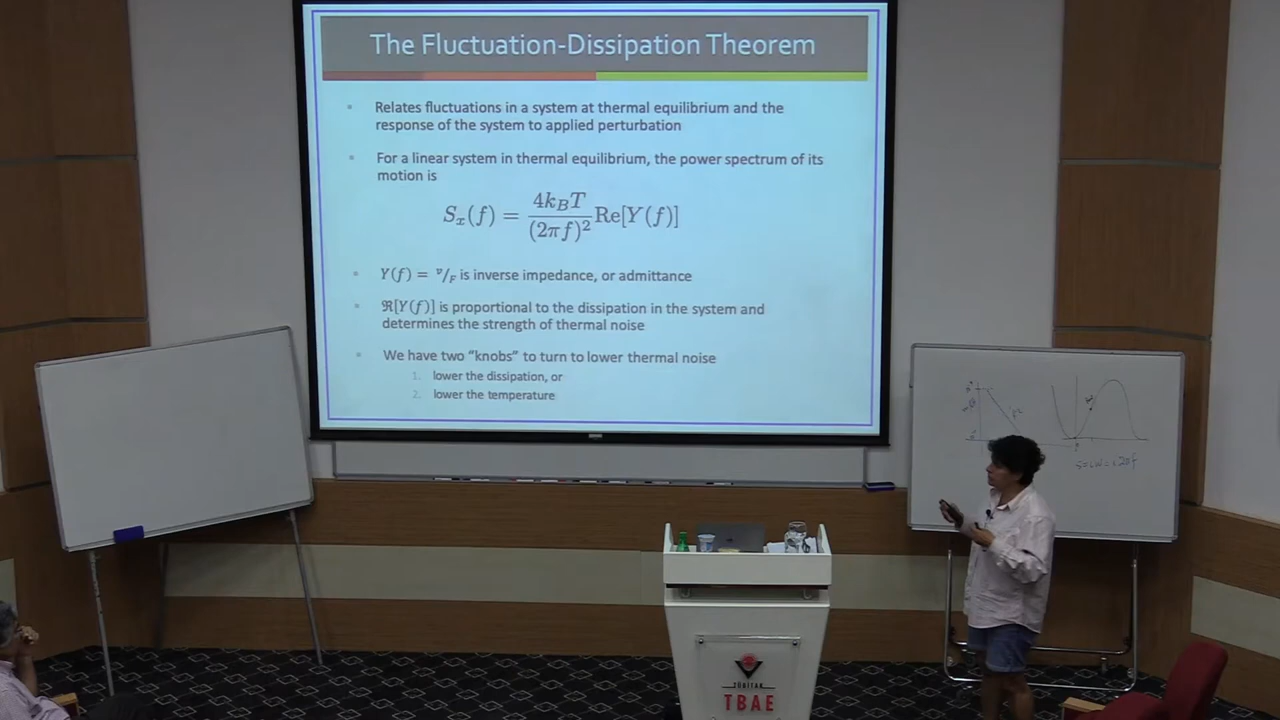 The Fluctuation-Dissipation Theorem
Relates fluctuations in a system at thermal equilibrium and the
response of the system to applied perturbation
For a linear system in thermal equilibrium, the power spectrum of its
motion is
S_x(f) = \frac{4k_BT}{(2πf)^2} Re[Y(f)]
Y(f) = v/F is inverse impedance, or admittance
ℜ[Y(f)] is proportional to the dissipation in the system and
determines the strength of thermal noise
We have two “knobs” to turn to lower thermal noise
1. lower the dissipation, or
2. lower the temperature
S=iω=i2πf
TÜBİTAK
TBAE